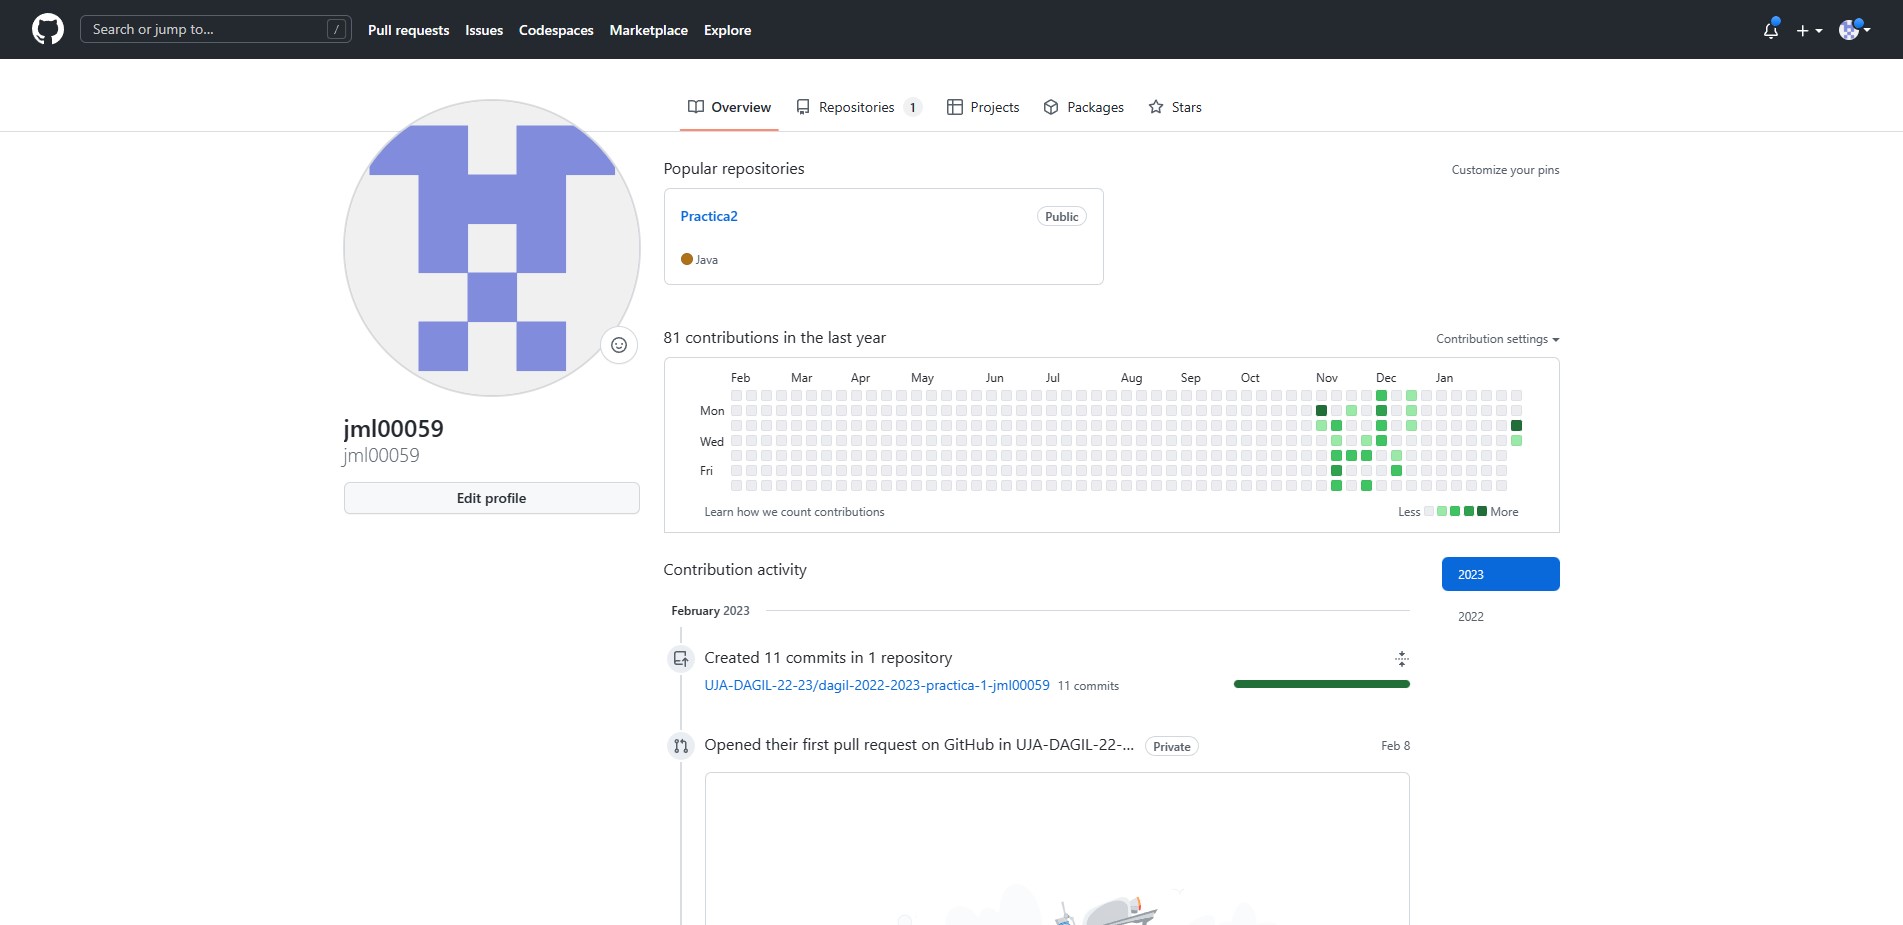 Search or jump to... /
Pull requests Issues Codespaces Marketplace Explore
Overview Repositories 1 Projects Packages Stars
jml00059
jml00059
Edit profile
Popular repositories Customize your pins
Practica2 Public
Java
81 contributions in the last year Contribution settings
Feb Mar Apr May Jun Jul Aug Sep Oct Nov Dec Jan
Mon
Wed
Fri
Learn how we count contributions Less More
Contribution activity
2023
2022
February 2023
Created 11 commits in 1 repository
UJA-DAGIL-22-23/dagil-2022-2023-practica-1-jml00059 11 commits
Opened their first pull request on GitHub in UJA-DAGIL-22-... Private Feb 8